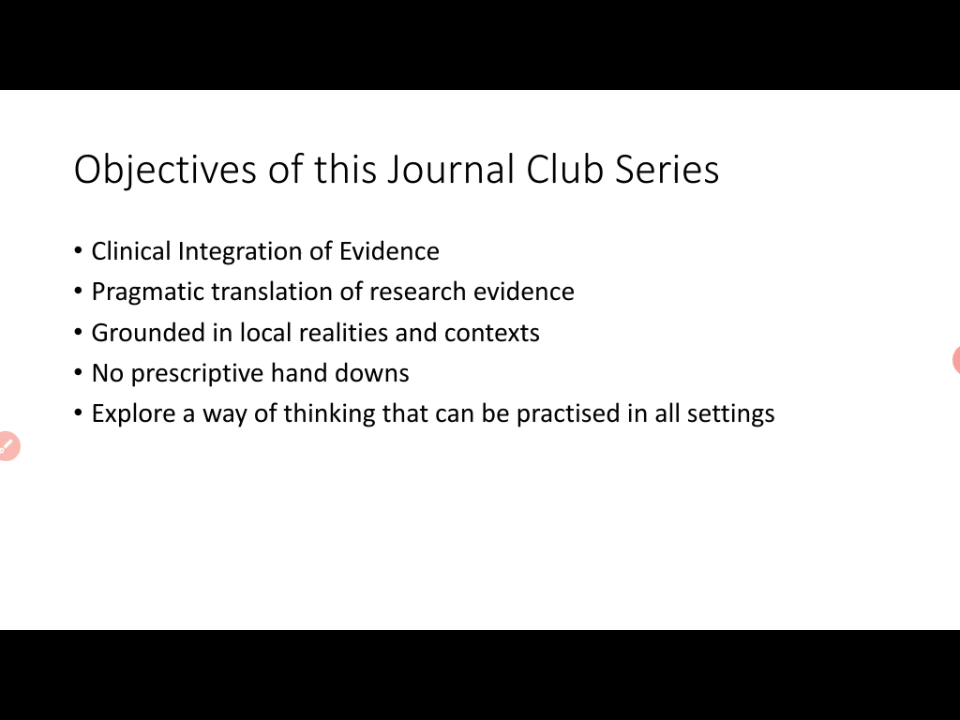 Objectives of this Journal Club Series
• Clinical Integration of Evidence
• Pragmatic translation of research evidence
• Grounded in local realities and contexts
• No prescriptive hand downs
• Explore a way of thinking that can be practised in all settings